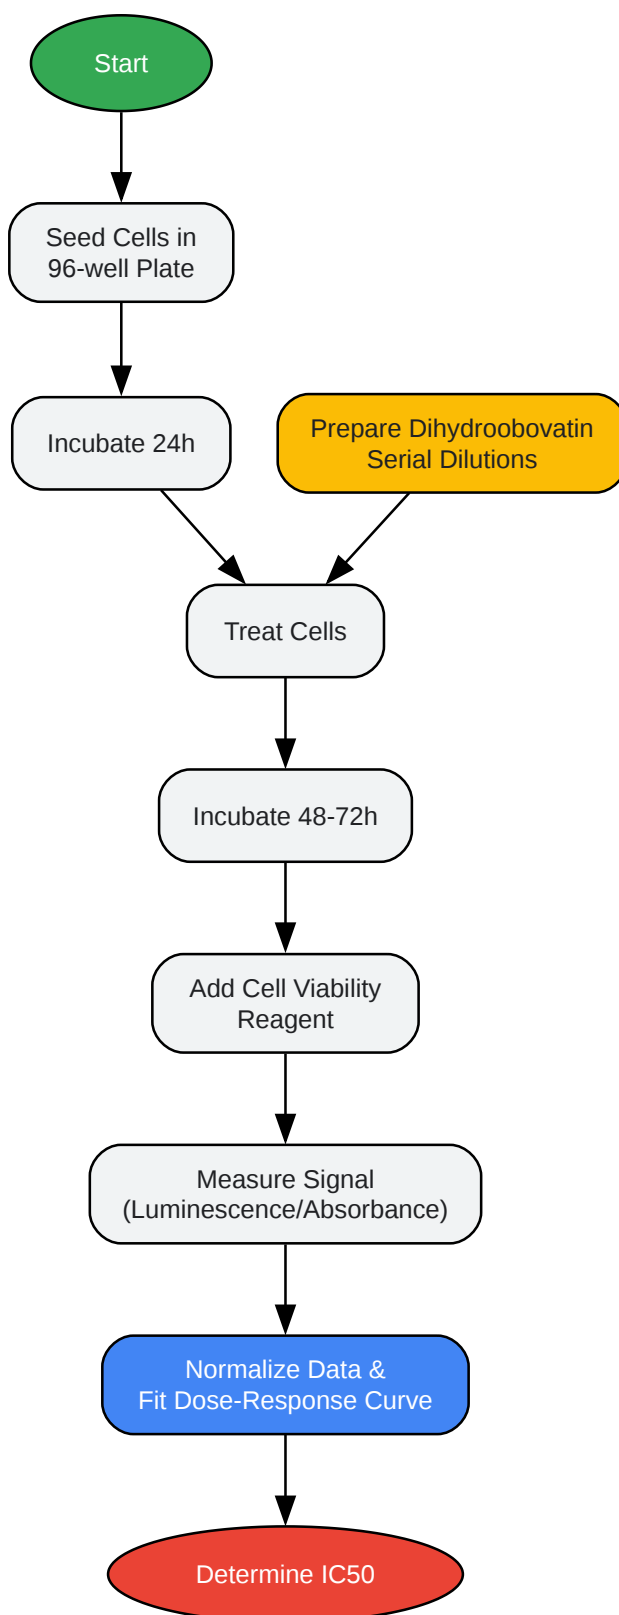 Start
Seed Cells in
96-well Plate
Incubate 24h
Prepare Dihydroobovatin
Serial Dilutions
Treat Cells
Incubate 48-72h
Add Cell Viability
Reagent
Measure Signal
(Luminescence/Absorbance)
Normalize Data &
Fit Dose-Response Curve
Determine IC50